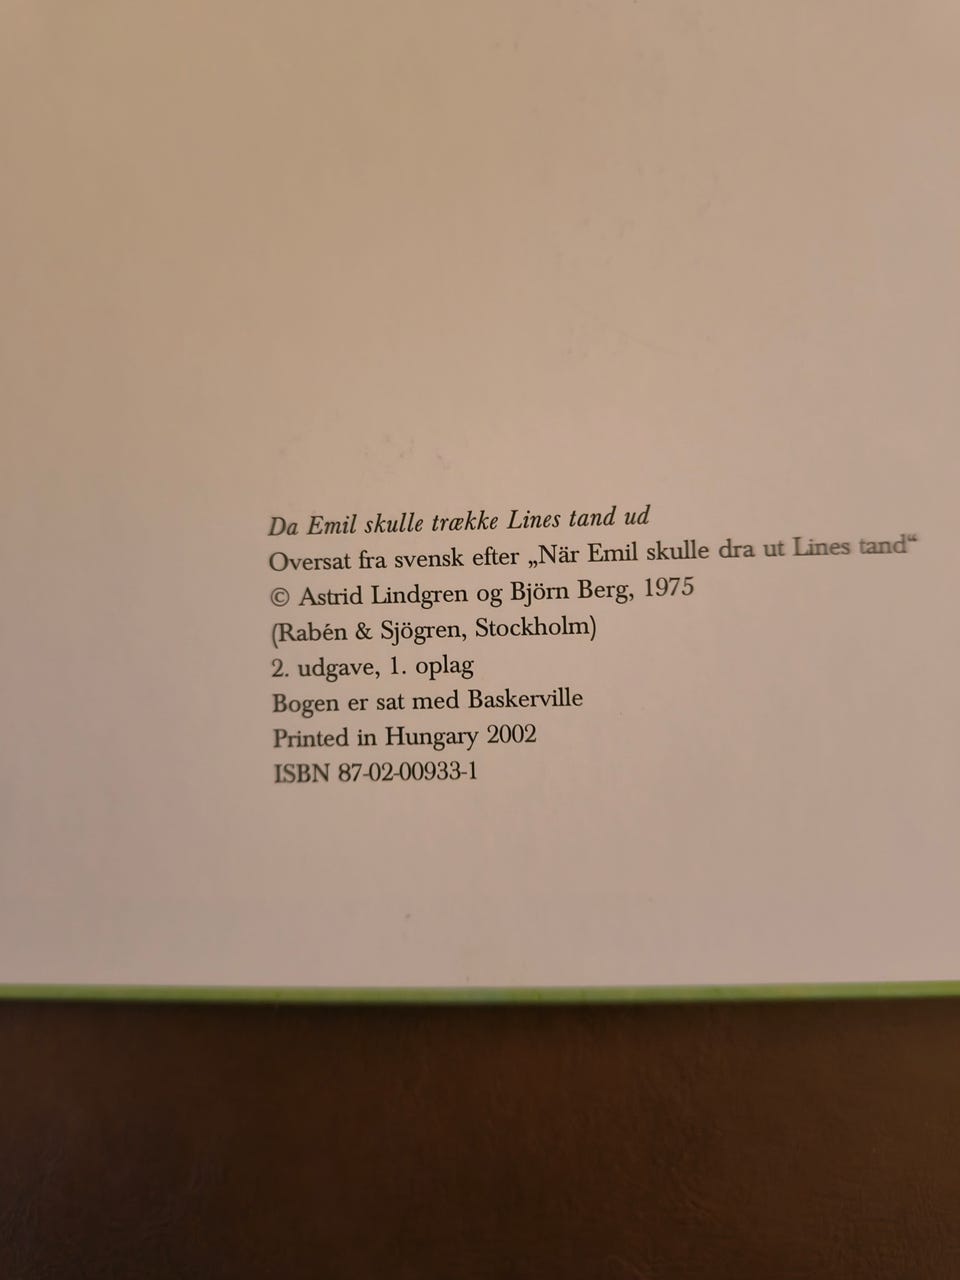 Da Emil skulle trække Lines tand ud
Oversat fra svensk efter „När Emil skulle dra ut Lines tand“
© Astrid Lindgren og Björn Berg, 1975
(Rabén & Sjögren, Stockholm)
2. udgave, 1. oplag
Bogen er sat med Baskerville
Printed in Hungary 2002
ISBN 87-02-00933-1